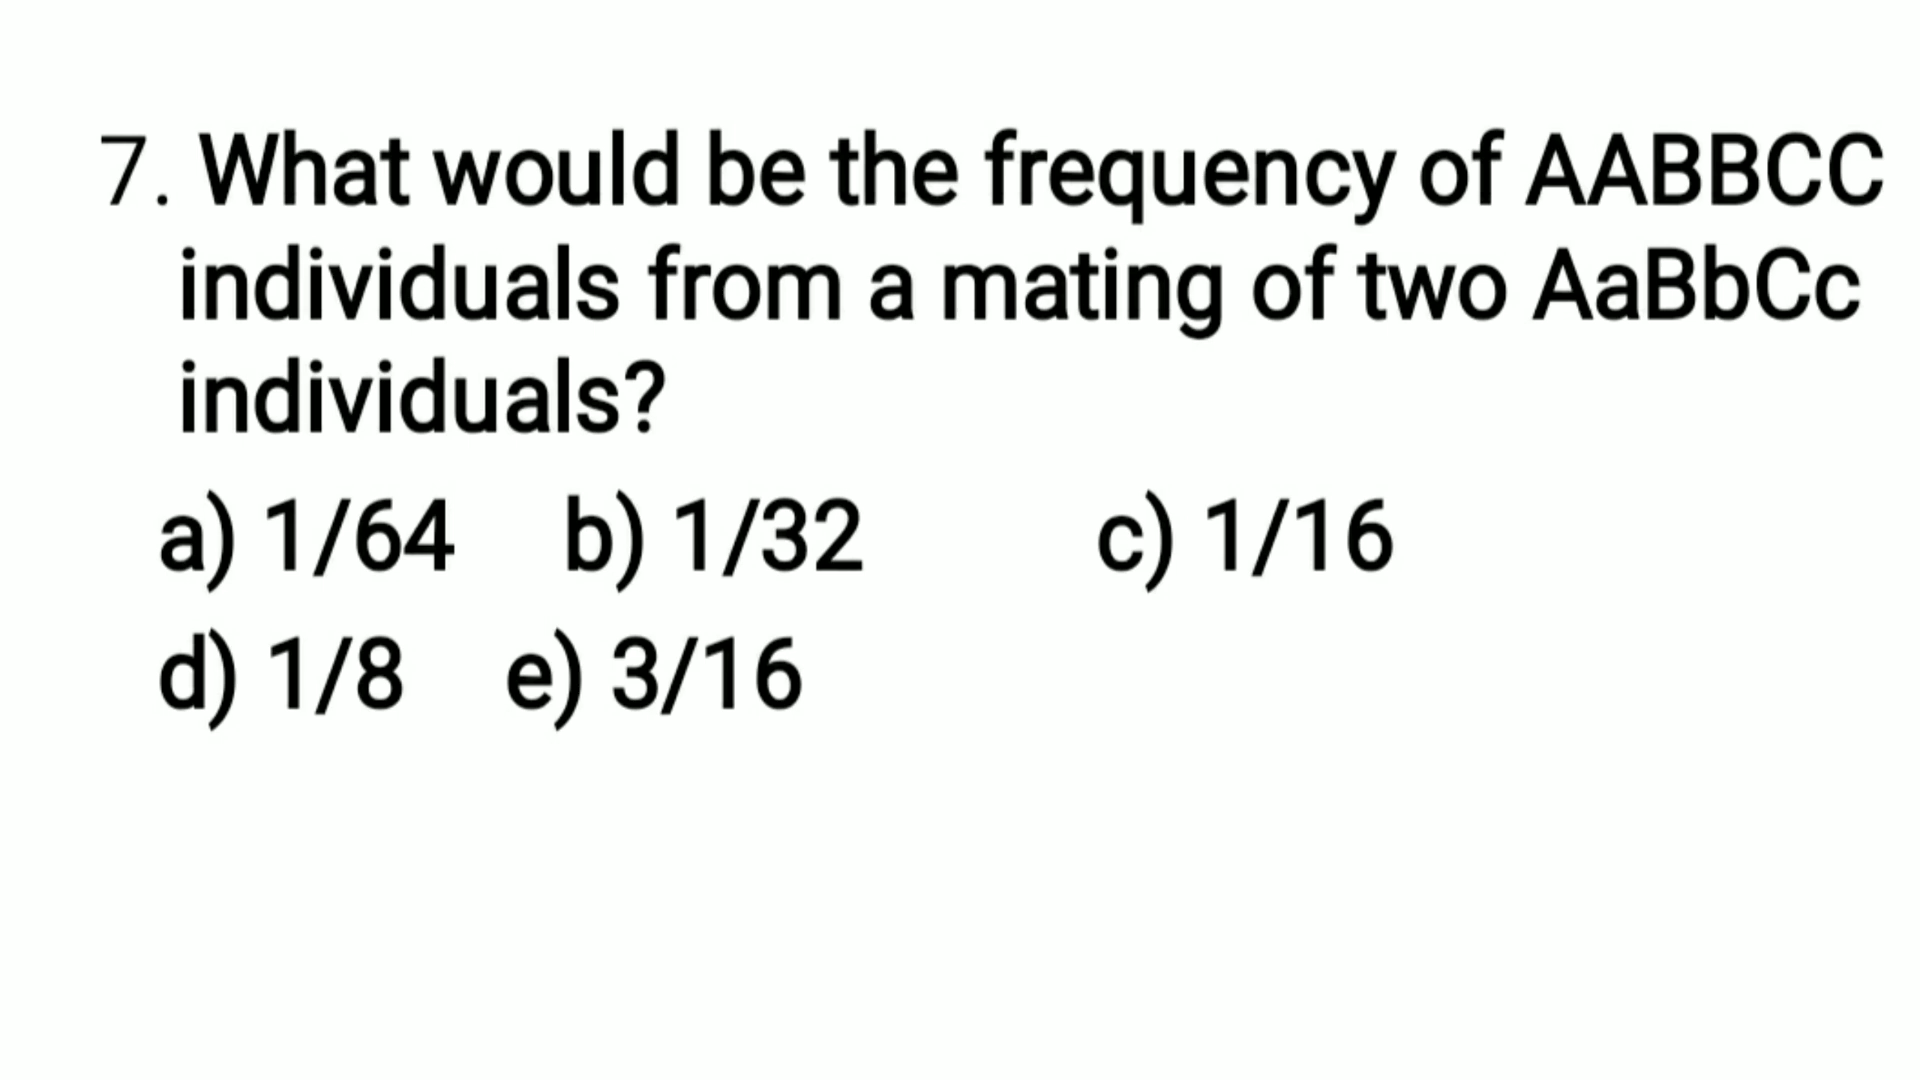 7. What would be the frequency of AABBCC
individuals from a mating of two AaBbCc
individuals?
a) 1/64 b) 1/32 c) 1/16
d) 1/8 e) 3/16